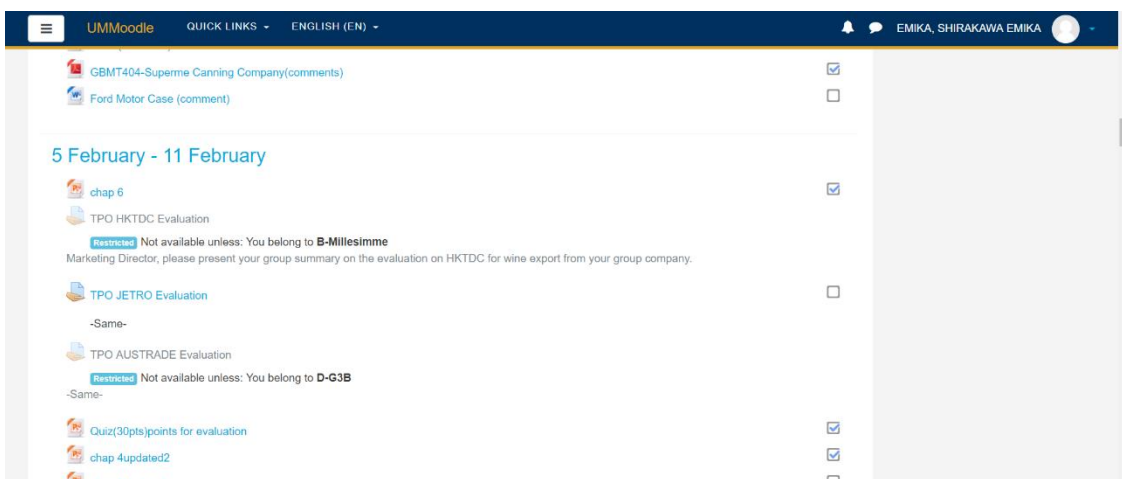 UMMoodle QUICK LINKS ENGLISH (EN) EMIKA, SHIRAKAWA EMIKA
GBMT404-Superme Canning Company(comments)
Ford Motor Case (comment)
5 February - 11 February
chap 6
TPO HKTDC Evaluation
Restricted Not available unless: You belong to B-Millesimme
Marketing Director, please present your group summary on the evaluation on HKTDC for wine export from your group company.
TPO JETRO Evaluation
-Same-
TPO AUSTRADE Evaluation
Restricted Not available unless: You belong to D-G3B
-Same-
Quiz(30pts)points for evaluation
chap 4updated2